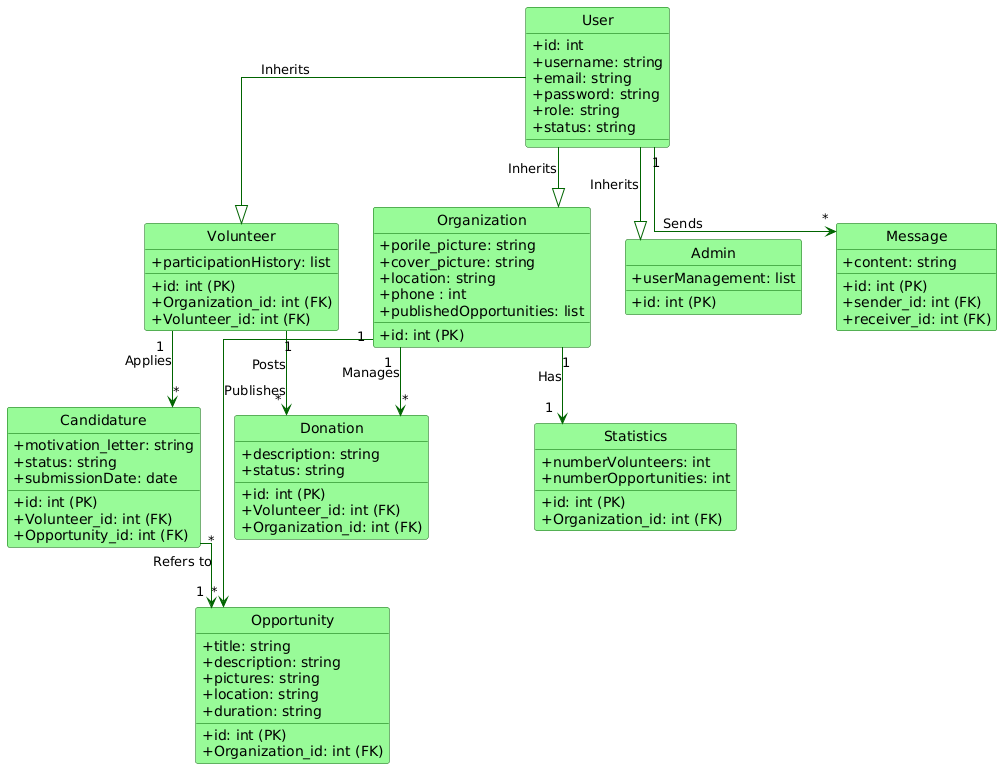 User
+id: int
+username: string
+email: string
+password: string
+role: string
+status: string
Inherits
Inherits
Inherits
1
Sends
*
Volunteer
+participationHistory: list
+id: int (PK)
+Organization_id: int (FK)
+Volunteer_id: int (FK)
Organization
+porile_picture: string
+cover_picture: string
+location: string
+phone : int
+publishedOpportunities: list
+id: int (PK)
Admin
+userManagement: list
+id: int (PK)
Message
+content: string
+id: int (PK)
+sender_id: int (FK)
+receiver_id: int (FK)
1
Applies
*
1
Posts
*
1
Publishes
*
1
Manages
*
1
Has
1
Candidature
+motivation_letter: string
+status: string
+submissionDate: date
+id: int (PK)
+Volunteer_id: int (FK)
+Opportunity_id: int (FK)
Donation
+description: string
+status: string
+id: int (PK)
+Volunteer_id: int (FK)
+Organization_id: int (FK)
Statistics
+numberVolunteers: int
+numberOpportunities: int
+id: int (PK)
+Organization_id: int (FK)
*
Refers to
1
Opportunity
+title: string
+description: string
+pictures: string
+location: string
+duration: string
+id: int (PK)
+Organization_id: int (FK)